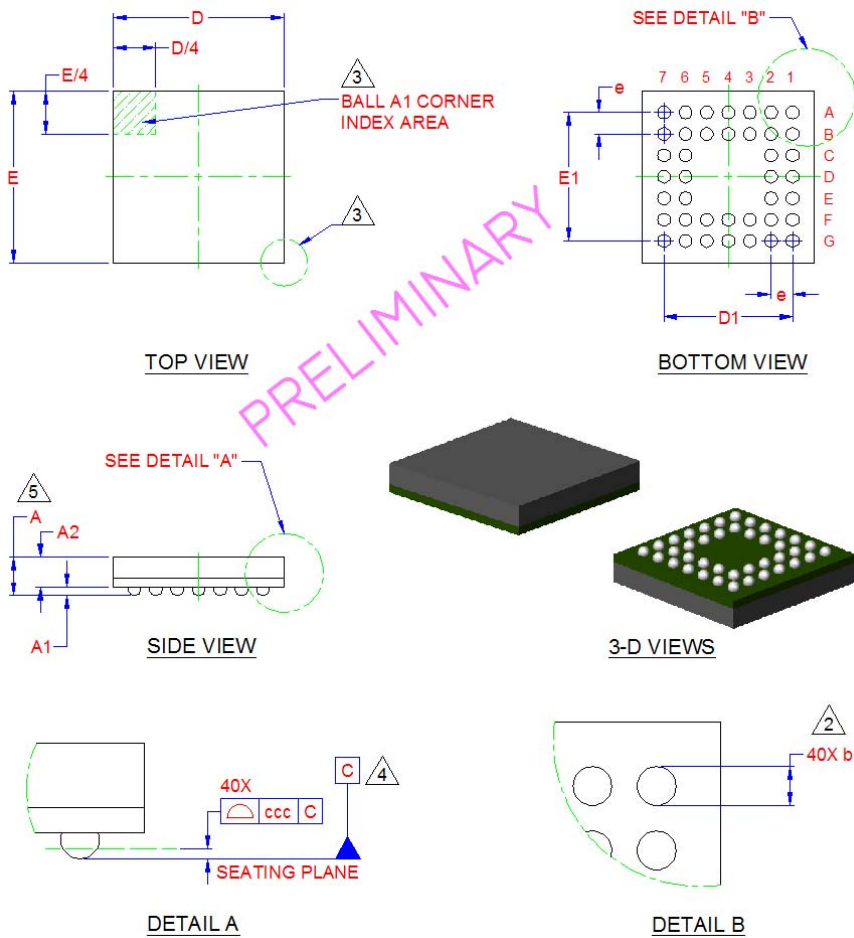 D
D/4
E/4
E
3
BALL A1 CORNER
INDEX AREA
3
TOP VIEW
SEE DETAIL "B"
7 6 5 4 3 2 1
e
E1
A
B
C
D
E
F
G
e
D1
BOTTOM VIEW
PRELIMINARY
SEE DETAIL "A"
5
A
A2
A1
SIDE VIEW
3-D VIEWS
40X
ccc C
C
4
SEATING PLANE
DETAIL A
2
40X b
DETAIL B